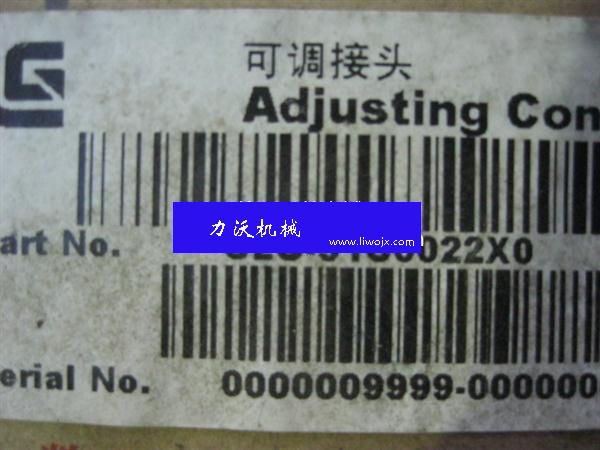 可调接头
Adjusting Con
力沃机械
www.liwojx.com
art No.
0022X0
erial No.
0000009999-000000